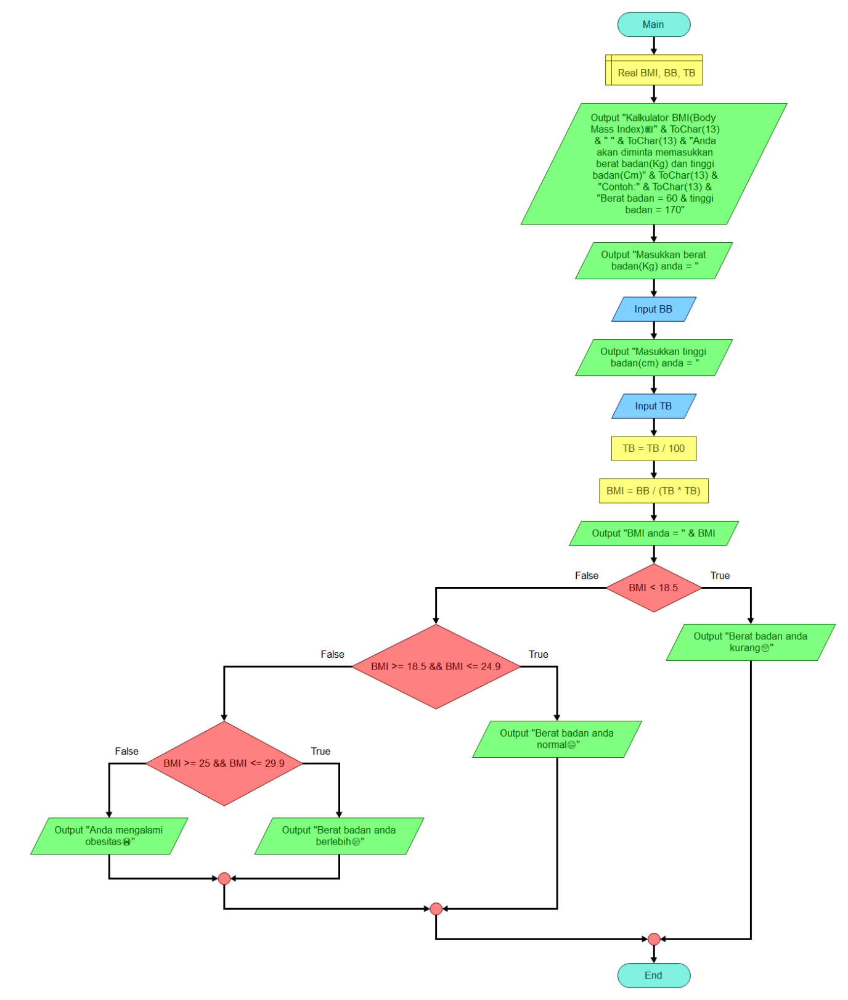 Main
Real BMI, BB, TB
Output "Kalkulator BMI(Body
Mass Index)🧮" & ToChar(13)
& " " & ToChar(13) & "Anda
akan diminta memasukkan
berat badan(Kg) dan tinggi
badan(Cm)" & ToChar(13) &
"Contoh:" & ToChar(13) &
"Berat badan = 60 & tinggi
badan = 170"
Output "Masukkan berat
badan(Kg) anda = "
Input BB
Output "Masukkan tinggi
badan(cm) anda = "
Input TB
TB = TB / 100
BMI = BB / (TB * TB)
Output "BMI anda = " & BMI
False
True
BMI < 18.5
Output "Berat badan anda
kurang"
False
True
BMI >= 18.5 && BMI <= 24.9
Output "Berat badan anda
normal"
False
True
BMI >= 25 && BMI <= 29.9
Output "Anda mengalami
obesitas"
Output "Berat badan anda
berlebih"
End